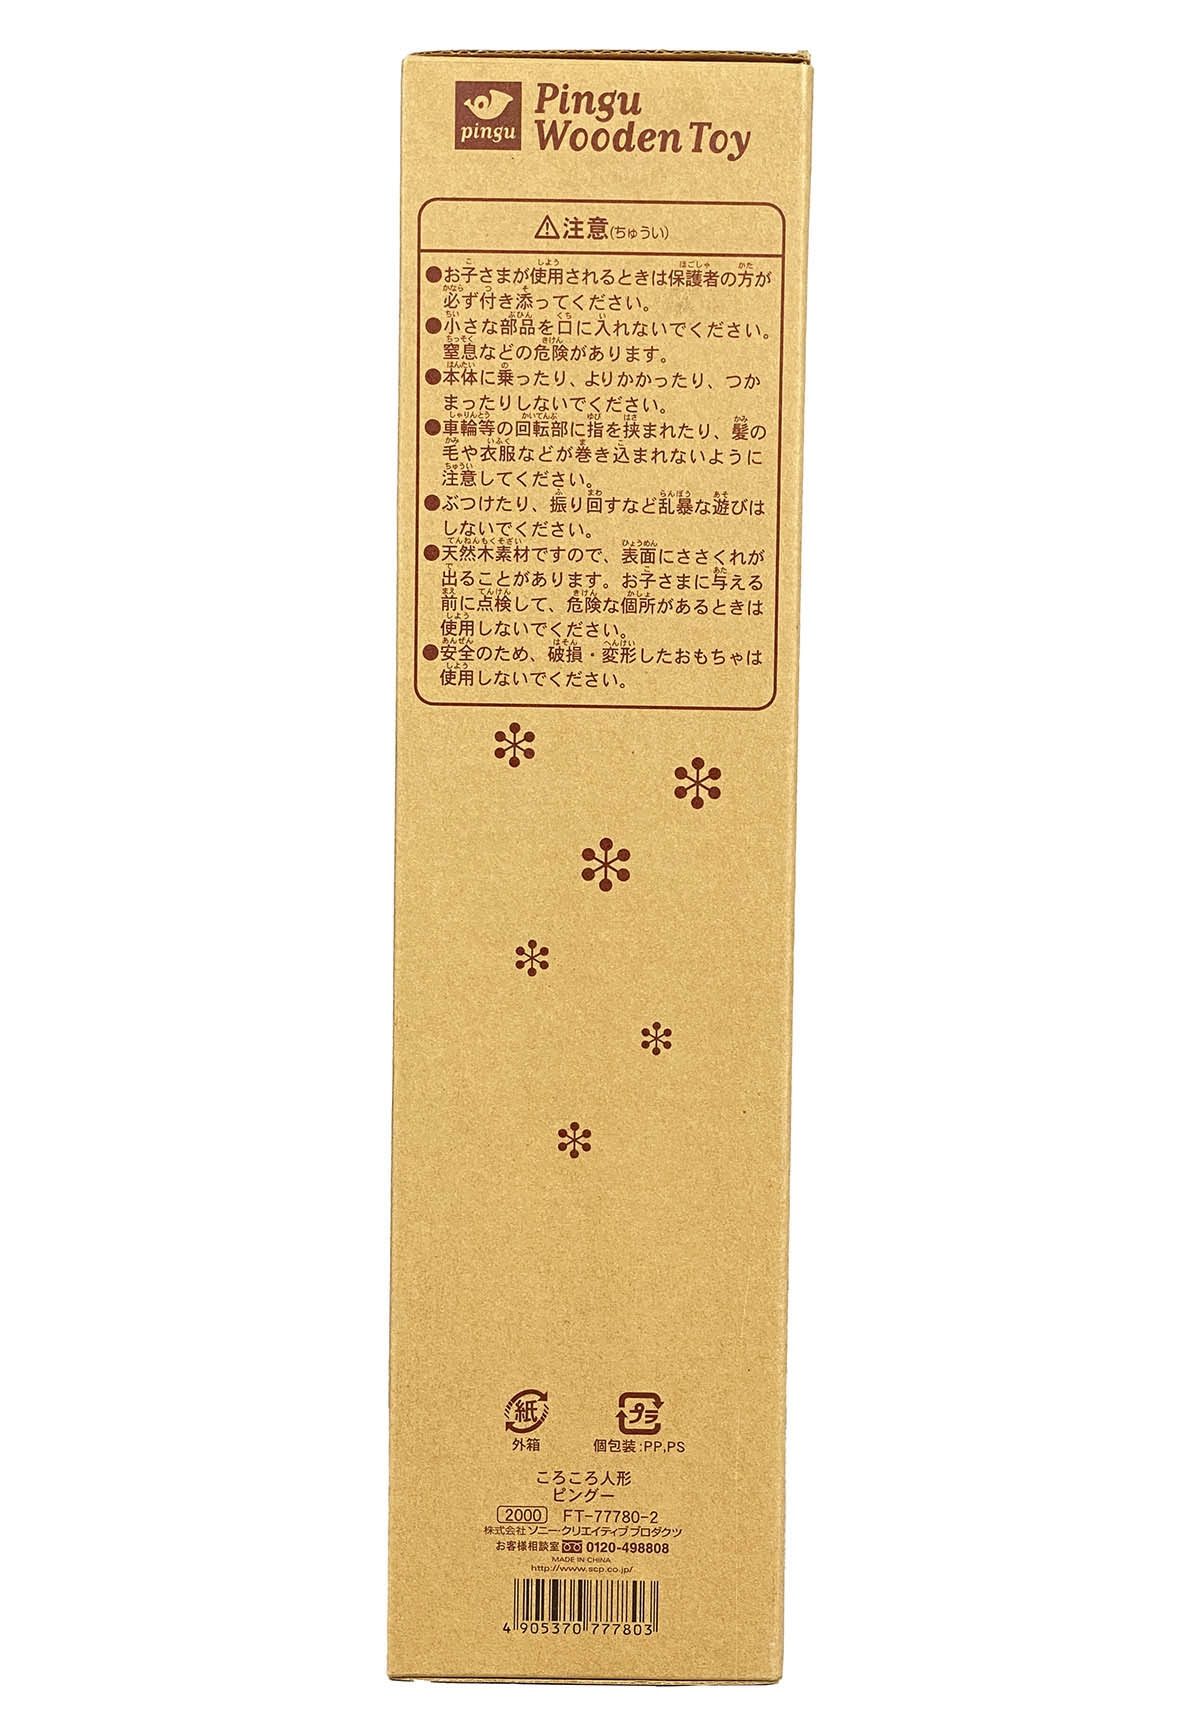 pingu
Pingu
Wooden Toy
⚠注意(ちゅうい)
●お子さまが使用されるときは保護者の方が
必ず付き添ってください。
●小さな部品を口に入れないでください。
窒息などの危険があります。
●本体に乗ったり、よりかかったり、つか
まったりしないでください。
●車輪等の回転部に指を挟まれたり、髪の
毛や衣服などが巻き込まれないように
注意してください。
●ぶつけたり、振り回すなど乱暴な遊びは
しないでください。
●天然木素材ですので、表面にささくれが
出ることがあります。お子さまに与える
前に点検して、危険な個所があるときは
使用しないでください。
●安全のため、破損・変形したおもちゃは
使用しないでください。
紙
外箱
プラ
個包装:PP,PS
ころころ人形
ピングー
2000 FT-77780-2
株式会社 ソニー・クリエイティブ プロダクツ
お客様相談室 0120-498808
MADE IN CHINA
http://www.scp.co.jp/
4 905370 777803